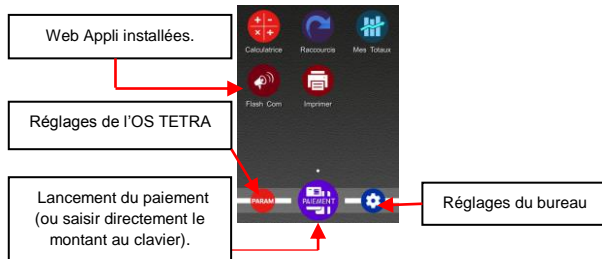 Web Appli installées.
Calculatrice
Raccourcis
Mes Totaux
Flash Com
Imprimer
Réglages de l'OS TETRA
Lancement du paiement
(ou saisir directement le
montant au clavier).
PARAM
PAIEMENT
Réglages du bureau